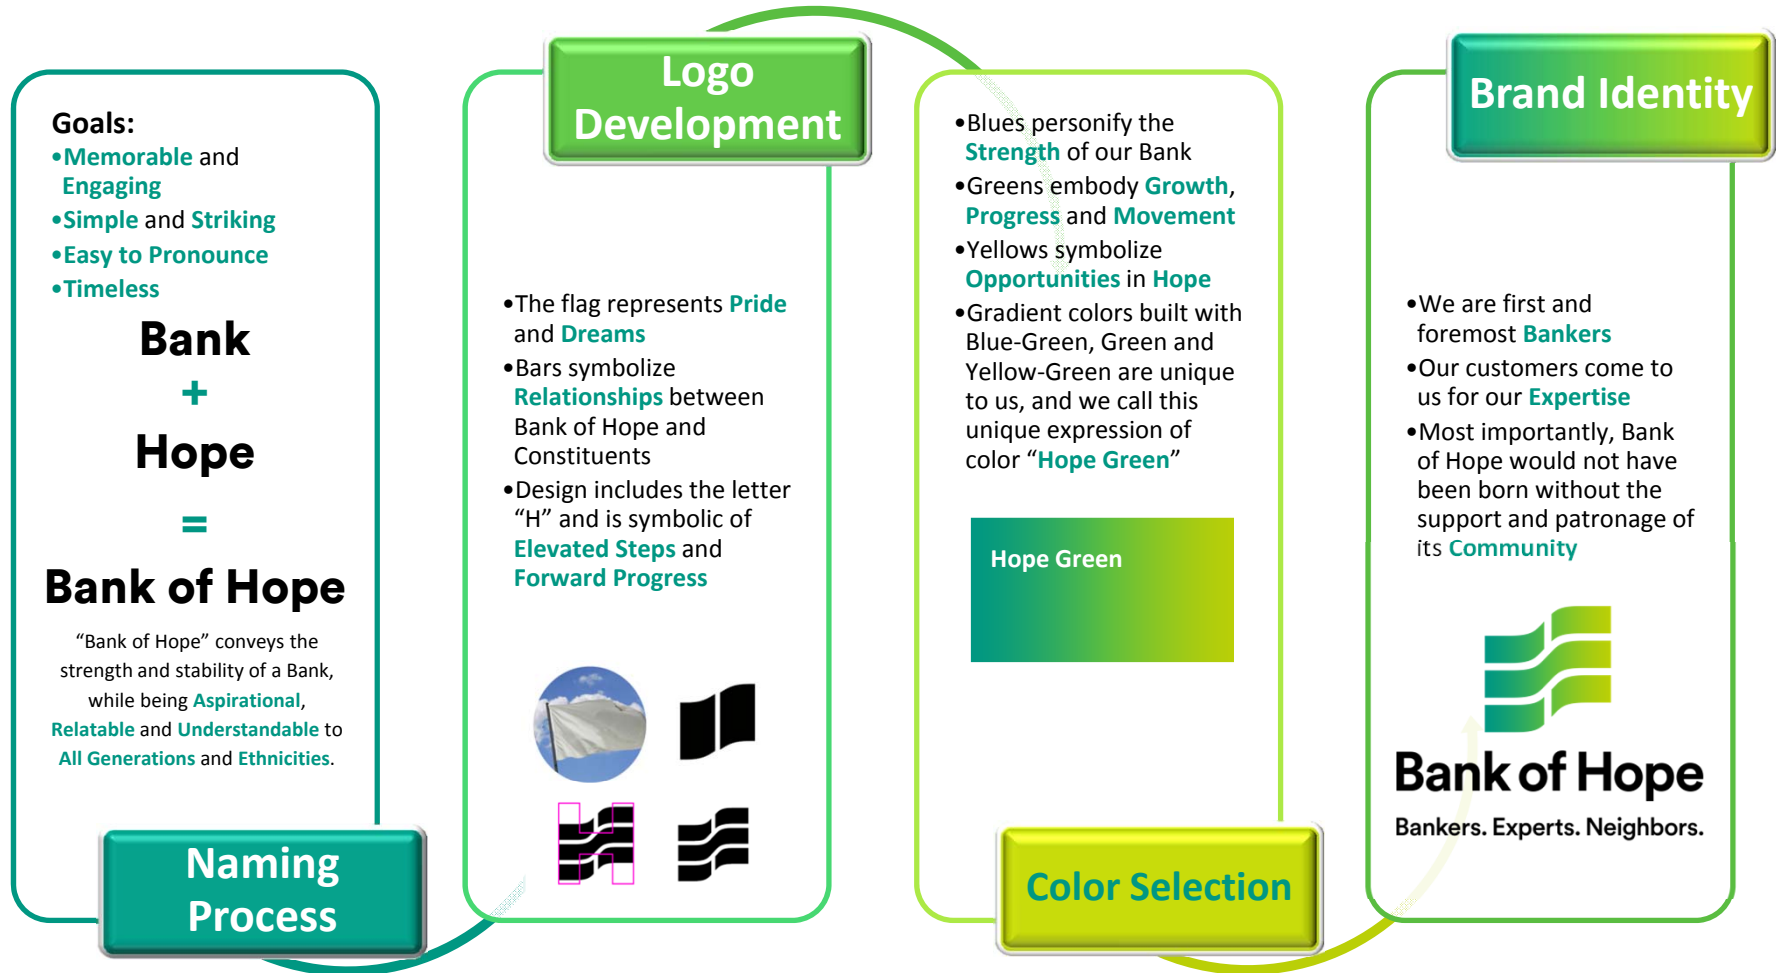 Goals:
•Memorable and
Engaging
•Simple and Striking
•Easy to Pronounce
•Timeless
Bank
+
Hope
=
Bank of Hope
“Bank of Hope” conveys the
strength and stability of a Bank,
while being Aspirational,
Relatable and Understandable to
All Generations and Ethnicities.
Naming
Process
Logo
Development
•The flag represents Pride
and Dreams
•Bars symbolize
Relationships between
Bank of Hope and
Constituents
•Design includes the letter
“H” and is symbolic of
Elevated Steps and
Forward Progress
•Blues personify the
Strength of our Bank
•Greens embody Growth,
Progress and Movement
•Yellows symbolize
Opportunities in Hope
•Gradient colors built with
Blue-Green, Green and
Yellow-Green are unique
to us, and we call this
unique expression of
color “Hope Green”
Hope Green
Color Selection
Brand Identity
•We are first and
foremost Bankers
•Our customers come to
us for our Expertise
•Most importantly, Bank
of Hope would not have
been born without the
support and patronage of
its Community
Bank of Hope
Bankers. Experts. Neighbors.